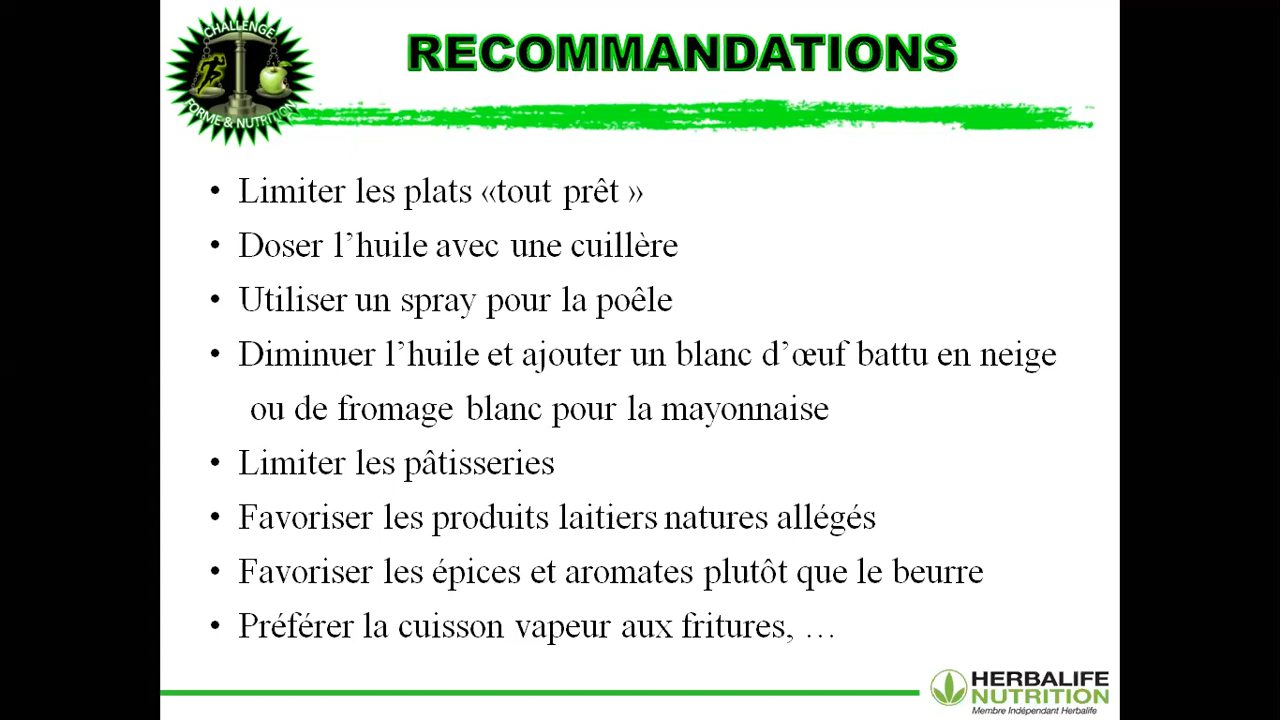 CHALLENGE
FORME & NUTRITION
RECOMMANDATIONS
• Limiter les plats «tout prêt »
• Doser l’huile avec une cuillère
• Utiliser un spray pour la poêle
• Diminuer l’huile et ajouter un blanc d’œuf battu en neige
ou de fromage blanc pour la mayonnaise
• Limiter les pâtisseries
• Favoriser les produits laitiers natures allégés
• Favoriser les épices et aromates plutôt que le beurre
• Préférer la cuisson vapeur aux fritures, …
HERBALIFE
NUTRITION
Membre Indépendant Herbalife